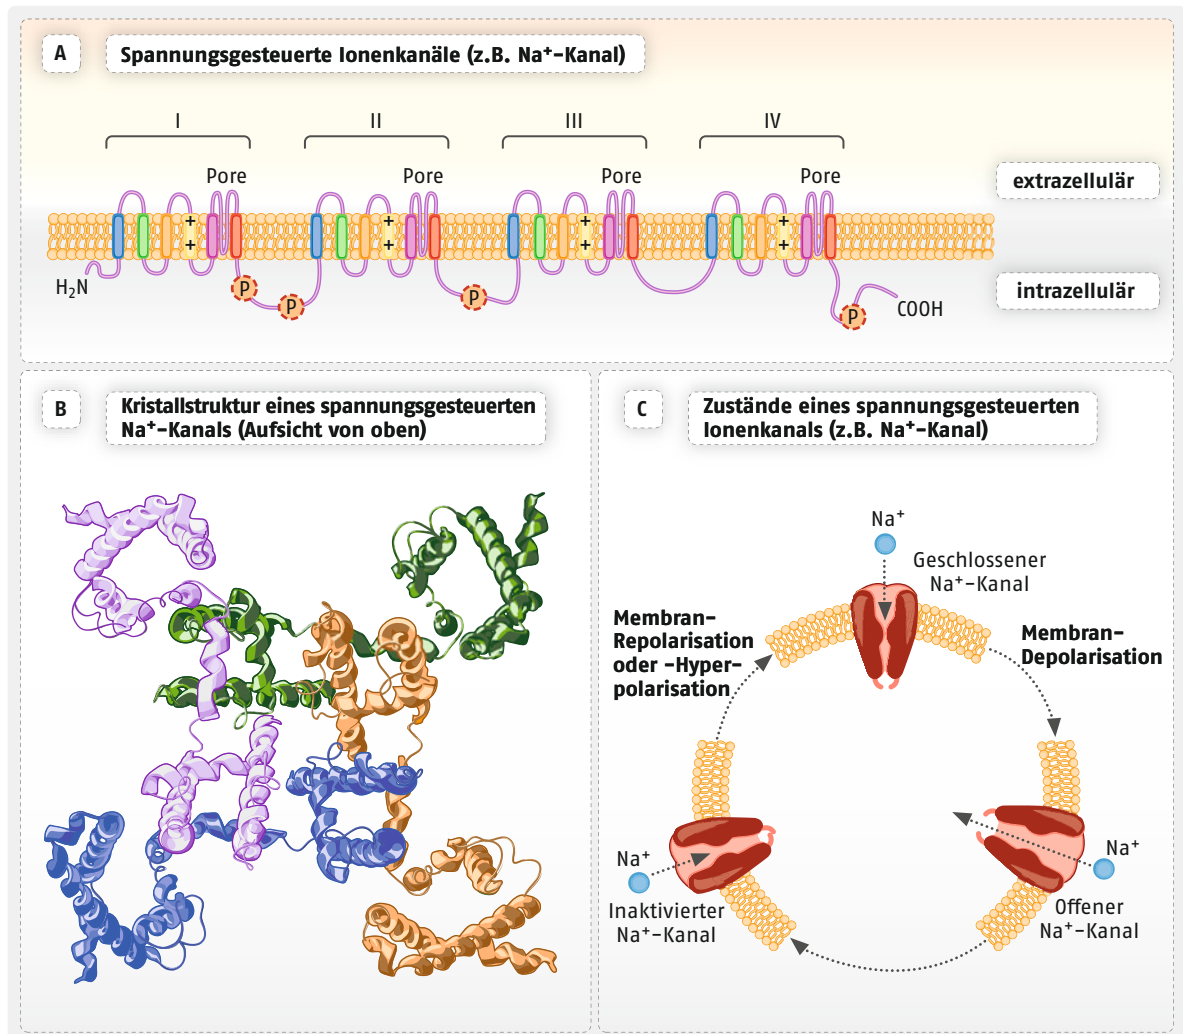 A
Spannungsgesteuerte Ionenkanäle (z.B. Na⁺-Kanal)
I
II
III
IV
Pore
Pore
Pore
Pore
extrazellulär
+
+
+
+
+
+
+
+
H₂N
P
P
P
P
COOH
intrazellulär
B
Kristallstruktur eines spannungsgesteuerten
Na⁺-Kanals (Aufsicht von oben)
C
Zustände eines spannungsgesteuerten
Ionenkanals (z.B. Na⁺-Kanal)
Na⁺
Geschlossener
Na⁺-Kanal
Membran-
Repolarisation
oder -Hyper-
polarisation
Membran-
Depolarisation
Na⁺
Inaktivierter
Na⁺-Kanal
Na⁺
Offener
Na⁺-Kanal